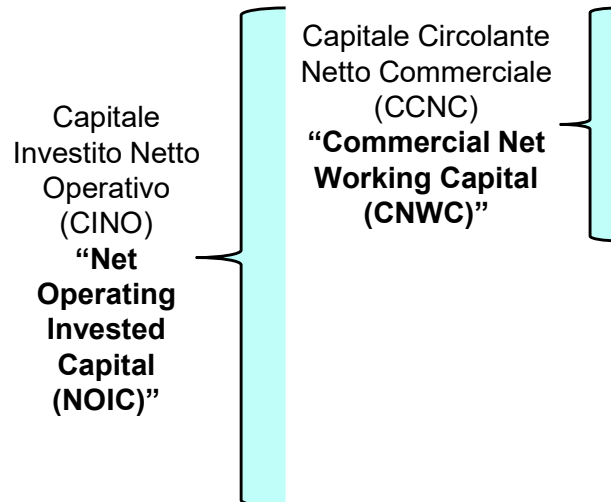 Capitale
Investito Netto
Operativo
(CINO)
“Net
Operating
Invested
Capital
(NOIC)”
Capitale Circolante
Netto Commerciale
(CCNC)
“Commercial Net
Working Capital
(CNWC)”